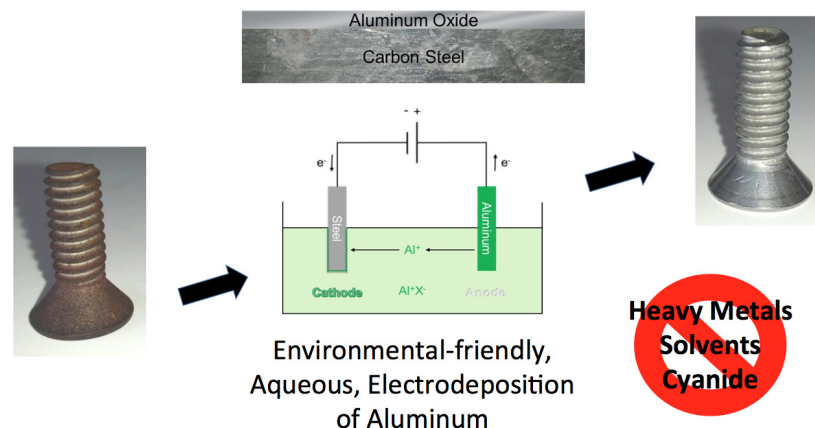 Aluminum Oxide
Carbon Steel
- +
e-
e-
Steel
Aluminum
Al+
Cathode
Al+X-
Anode
Environmental-friendly,
Aqueous, Electrodeposition
of Aluminum
Heavy Metals
Solvents
Cyanide